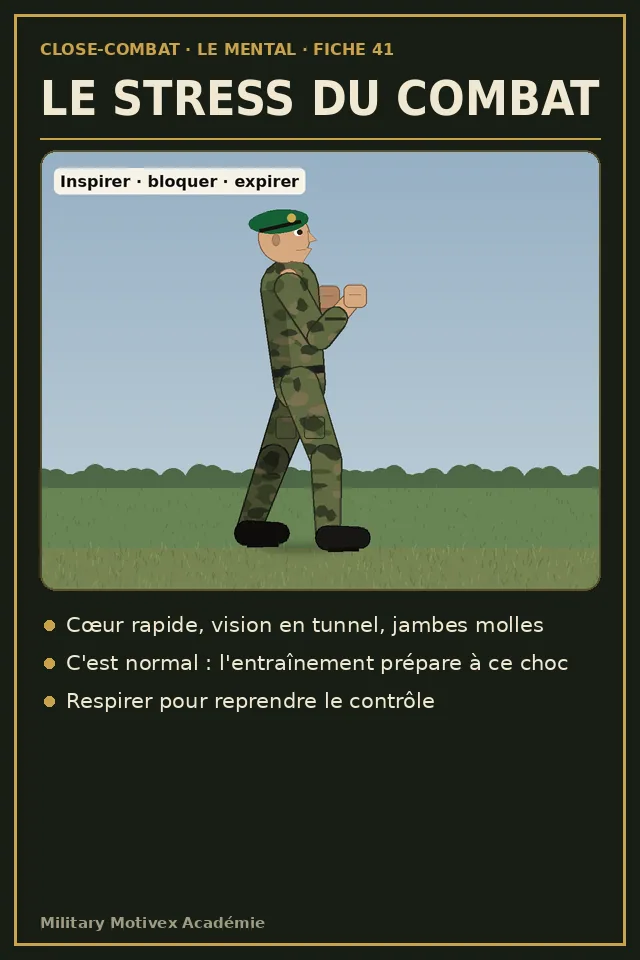 CLOSE-COMBAT · LE MENTAL · FICHE 41
LE STRESS DU COMBAT
Inspirer · bloquer · expirer
Cœur rapide, vision en tunnel, jambes molles
C'est normal : l'entraînement prépare à ce choc
Respirer pour reprendre le contrôle
Military Motivex Académie